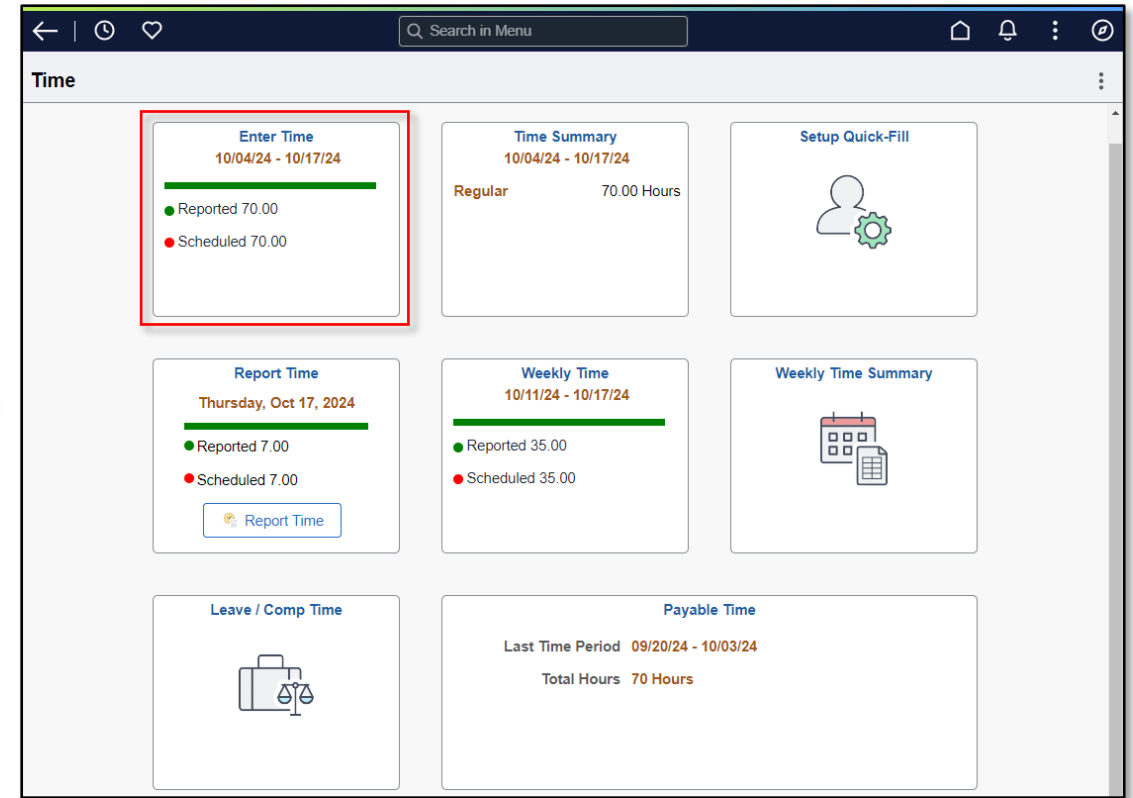 Search in Menu
Time
Enter Time
10/04/24 - 10/17/24
Reported 70.00
Scheduled 70.00
Time Summary
10/04/24 - 10/17/24
Regular 70.00 Hours
Setup Quick-Fill
Report Time
Thursday, Oct 17, 2024
Reported 7.00
Scheduled 7.00
Report Time
Weekly Time
10/11/24 - 10/17/24
Reported 35.00
Scheduled 35.00
Weekly Time Summary
Leave / Comp Time
Payable Time
Last Time Period 09/20/24 - 10/03/24
Total Hours 70 Hours